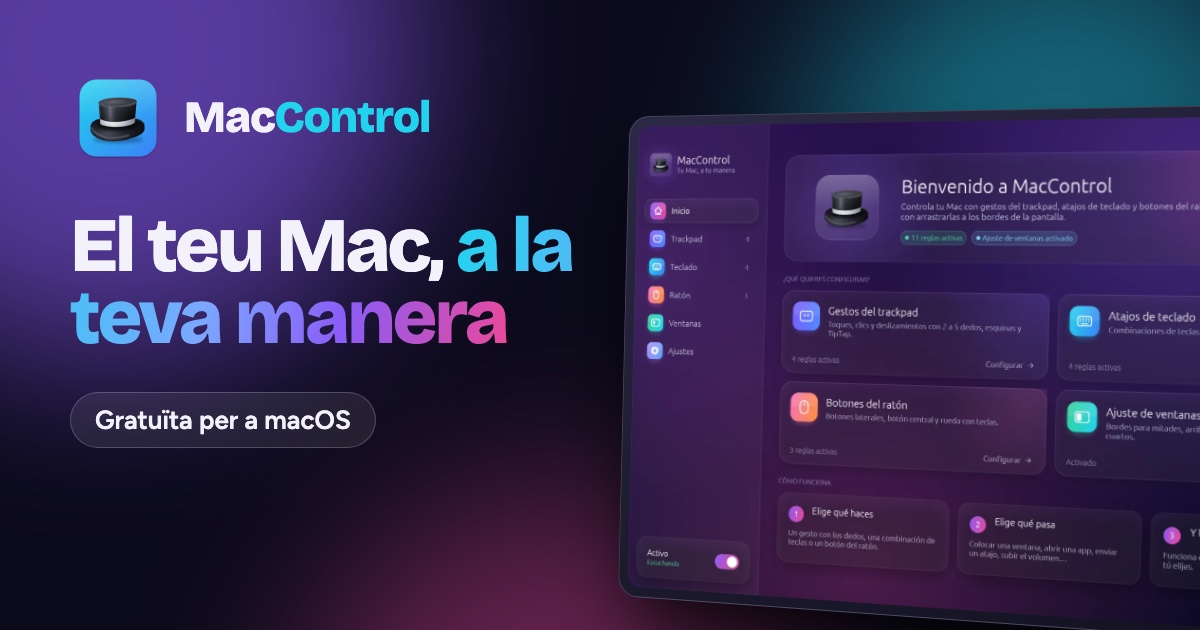 MacControl
El teu Mac, a la
teva manera
Gratuïta per a macOS
MacControl
Tu Mac, a tu manera
Inicio
Trackpad 4
Teclado 4
Ratón 3
Ventanas
Ajustes
Activo
Escuchando
Bienvenido a MacControl
Controla tu Mac con gestos del trackpad, atajos de teclado y botones del
con arrastrarlas a los bordes de la pantalla.
11 reglas activas
Ajuste de ventanas activado
¿QUÉ QUIERES CONFIGURAR?
Gestos del trackpad
Toques, clics y deslizamientos con 2 a 5 dedos, esquinas y
TipTap.
4 reglas activas
Configurar →
Atajos de teclado
Combinaciones de teclas
4 reglas activas
Botones del ratón
Botones laterales, botón central y rueda con teclas.
3 reglas activas
Configurar →
Ajuste de ventanas
Bordes para mitades,
cuartos.
Activado
CÓMO FUNCIONA
1 Elige qué haces
Un gesto con los dedos, una combinación de
teclas o un botón del ratón.
2 Elige qué pasa
Colocar una ventana, abrir una app, enviar
un atajo, subir el volumen...
3 Y
Funciona
tú elijas.